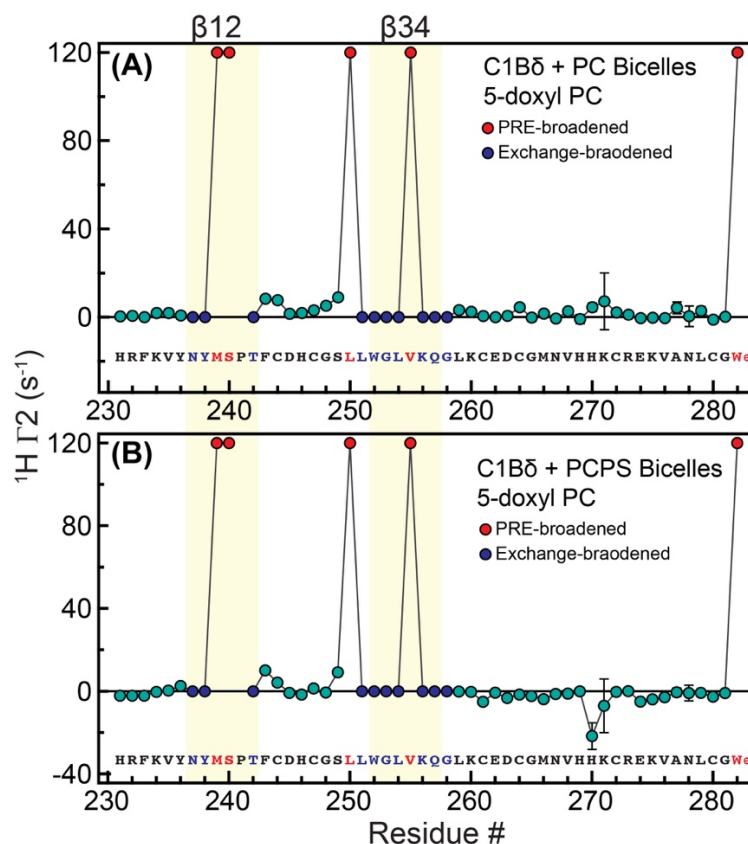 β12 β34
(A)
C1Bδ + PC Bicelles
5-doxyl PC
PRE-broadened
Exchange-braodened
120
80
40
0
HRFKVYNYMSPTFCDHCGSLLWGLVKQGLKCEDCGMNVHHKCREKVANLCGWe
230 240 250 260 270 280
¹H Γ2 (s⁻¹)
(B)
C1Bδ + PCPS Bicelles
5-doxyl PC
PRE-broadened
Exchange-braodened
120
80
40
0
-40
HRFKVYNYMSPTFCDHCGSLLWGLVKQGLKCEDCGMNVHHKCREKVANLCGWe
230 240 250 260 270 280
Residue #